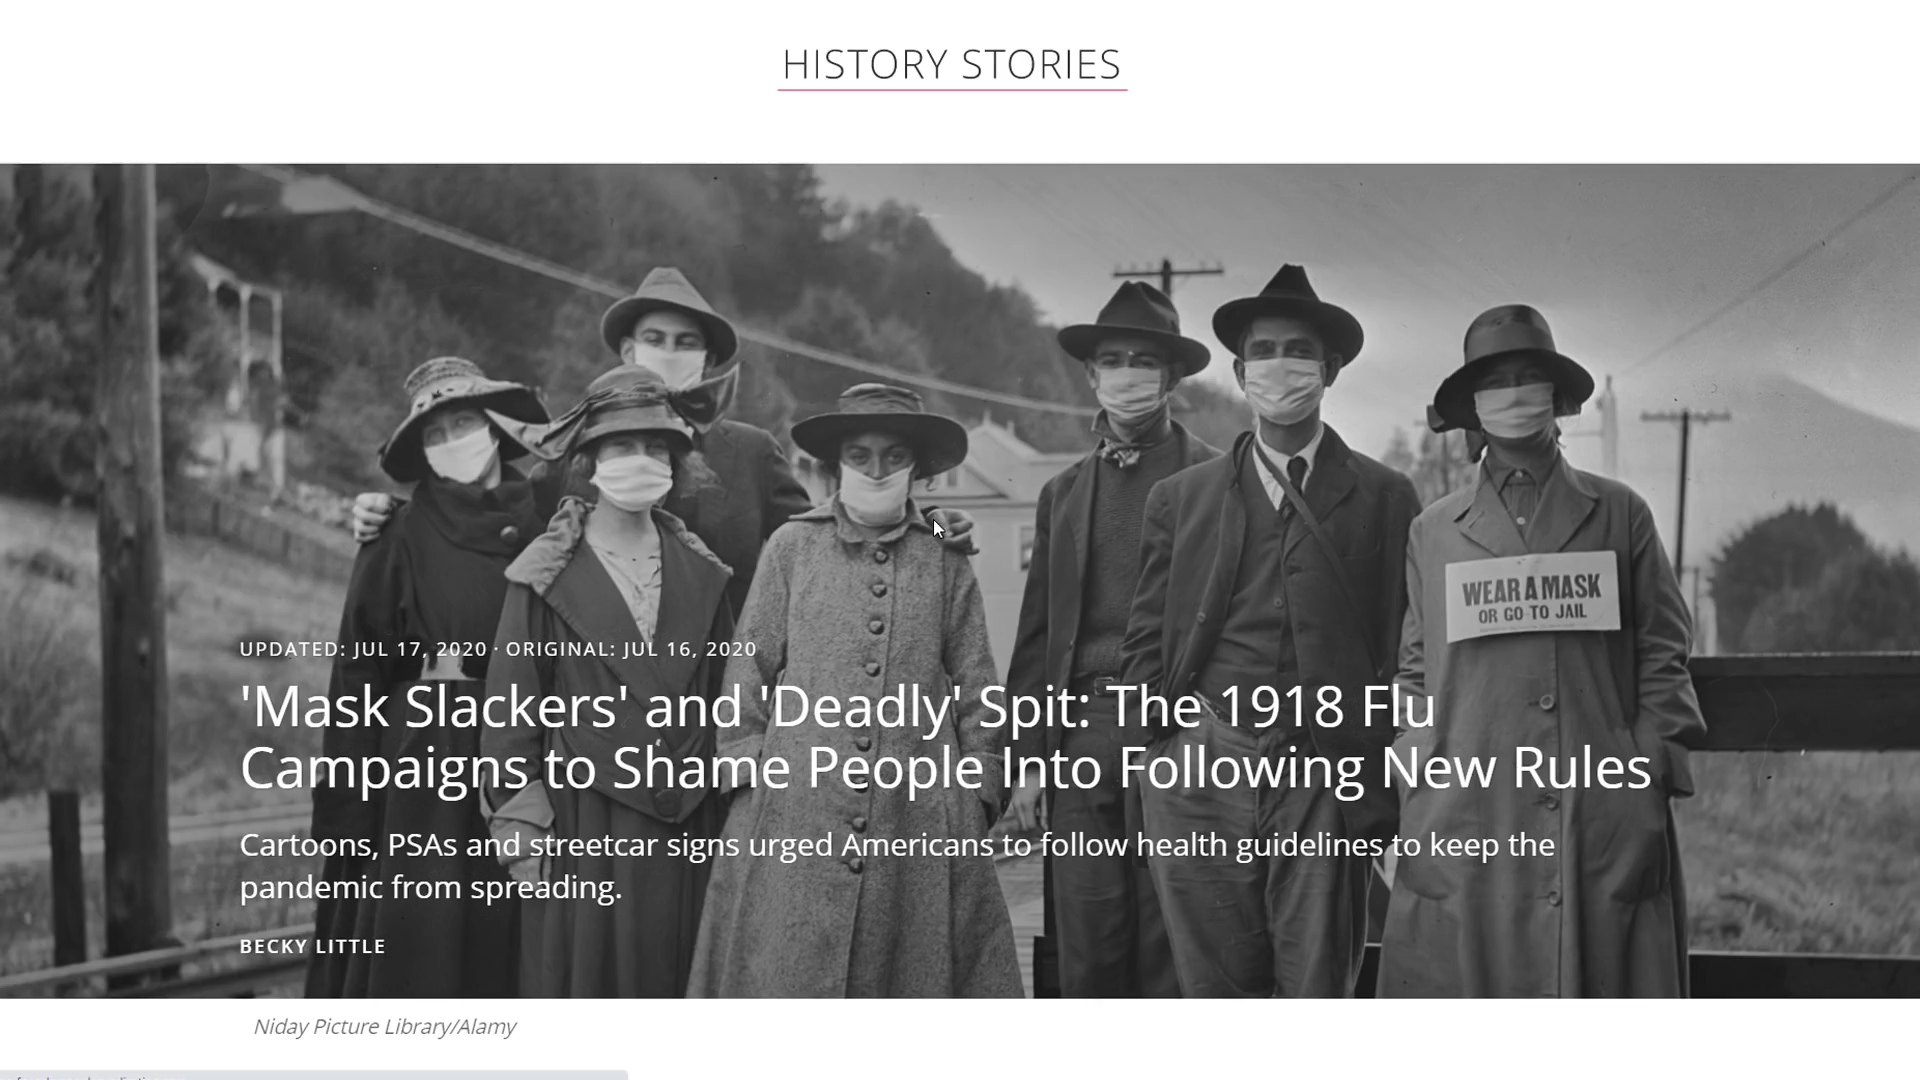 HISTORY STORIES
WEAR A MASK
OR GO TO JAIL
UPDATED: JUL 17, 2020 · ORIGINAL: JUL 16, 2020
'Mask Slackers' and 'Deadly' Spit: The 1918 Flu
Campaigns to Shame People Into Following New Rules
Cartoons, PSAs and streetcar signs urged Americans to follow health guidelines to keep the
pandemic from spreading.
BECKY LITTLE
Niday Picture Library/Alamy